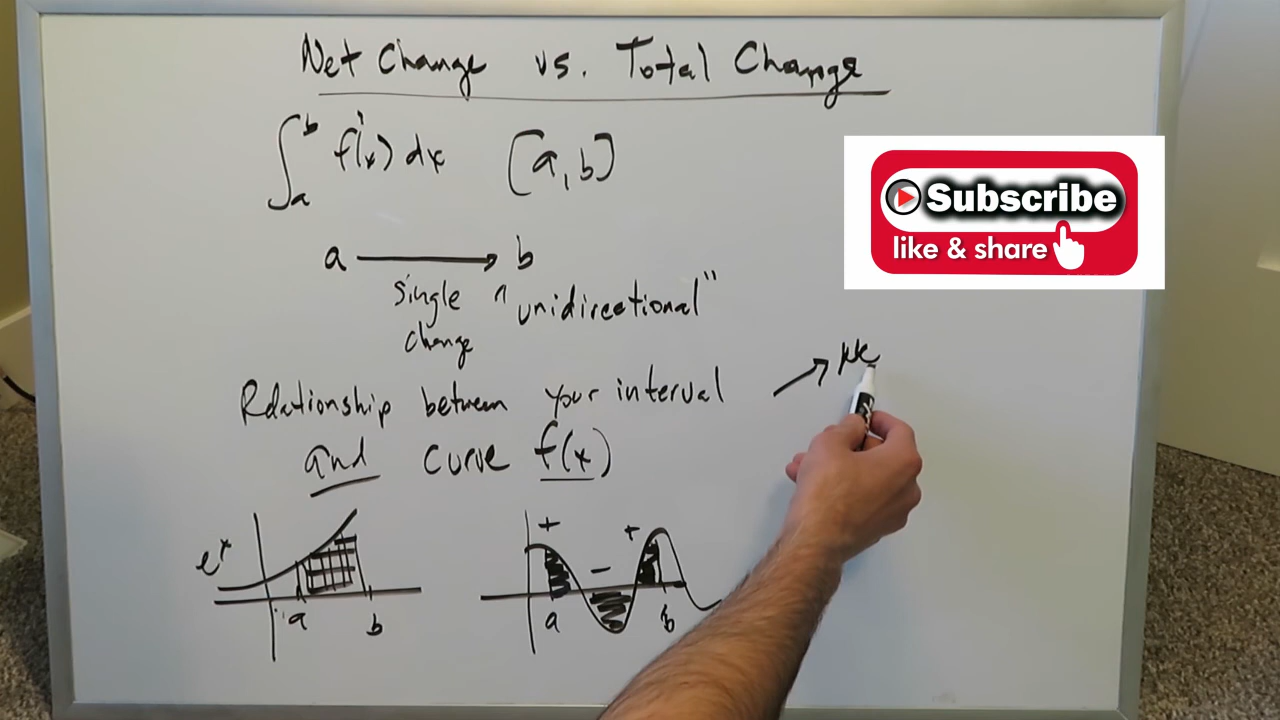 Net Change vs. Total Change
∫ₐᵇ f'(x) dx [a,b]
Subscribe
like & share
a → b
single "unidirectional"
change
Relationship between your interval
and curve f(x)
eˣ
a b
+ - +
a b